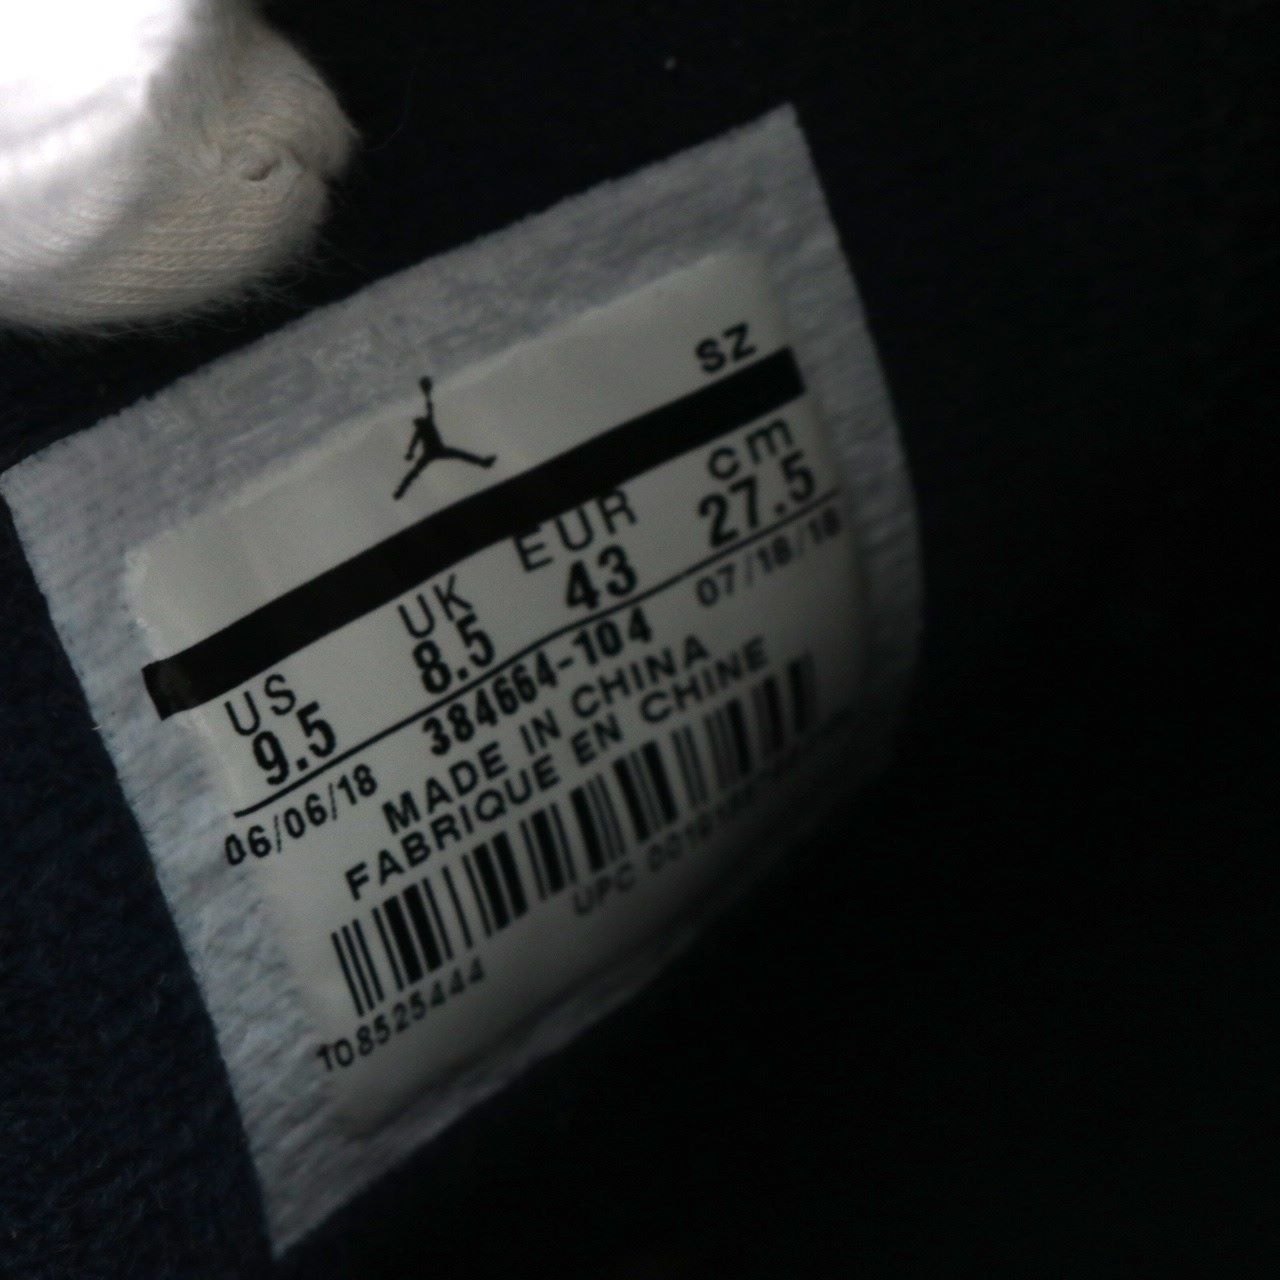 SZ
US UK EUR cm
9.5 8.5 43 27.5
06/06/18 384664-104 07/18/18
MADE IN CHINA
FABRIQUE EN CHINE
UPC
108525444